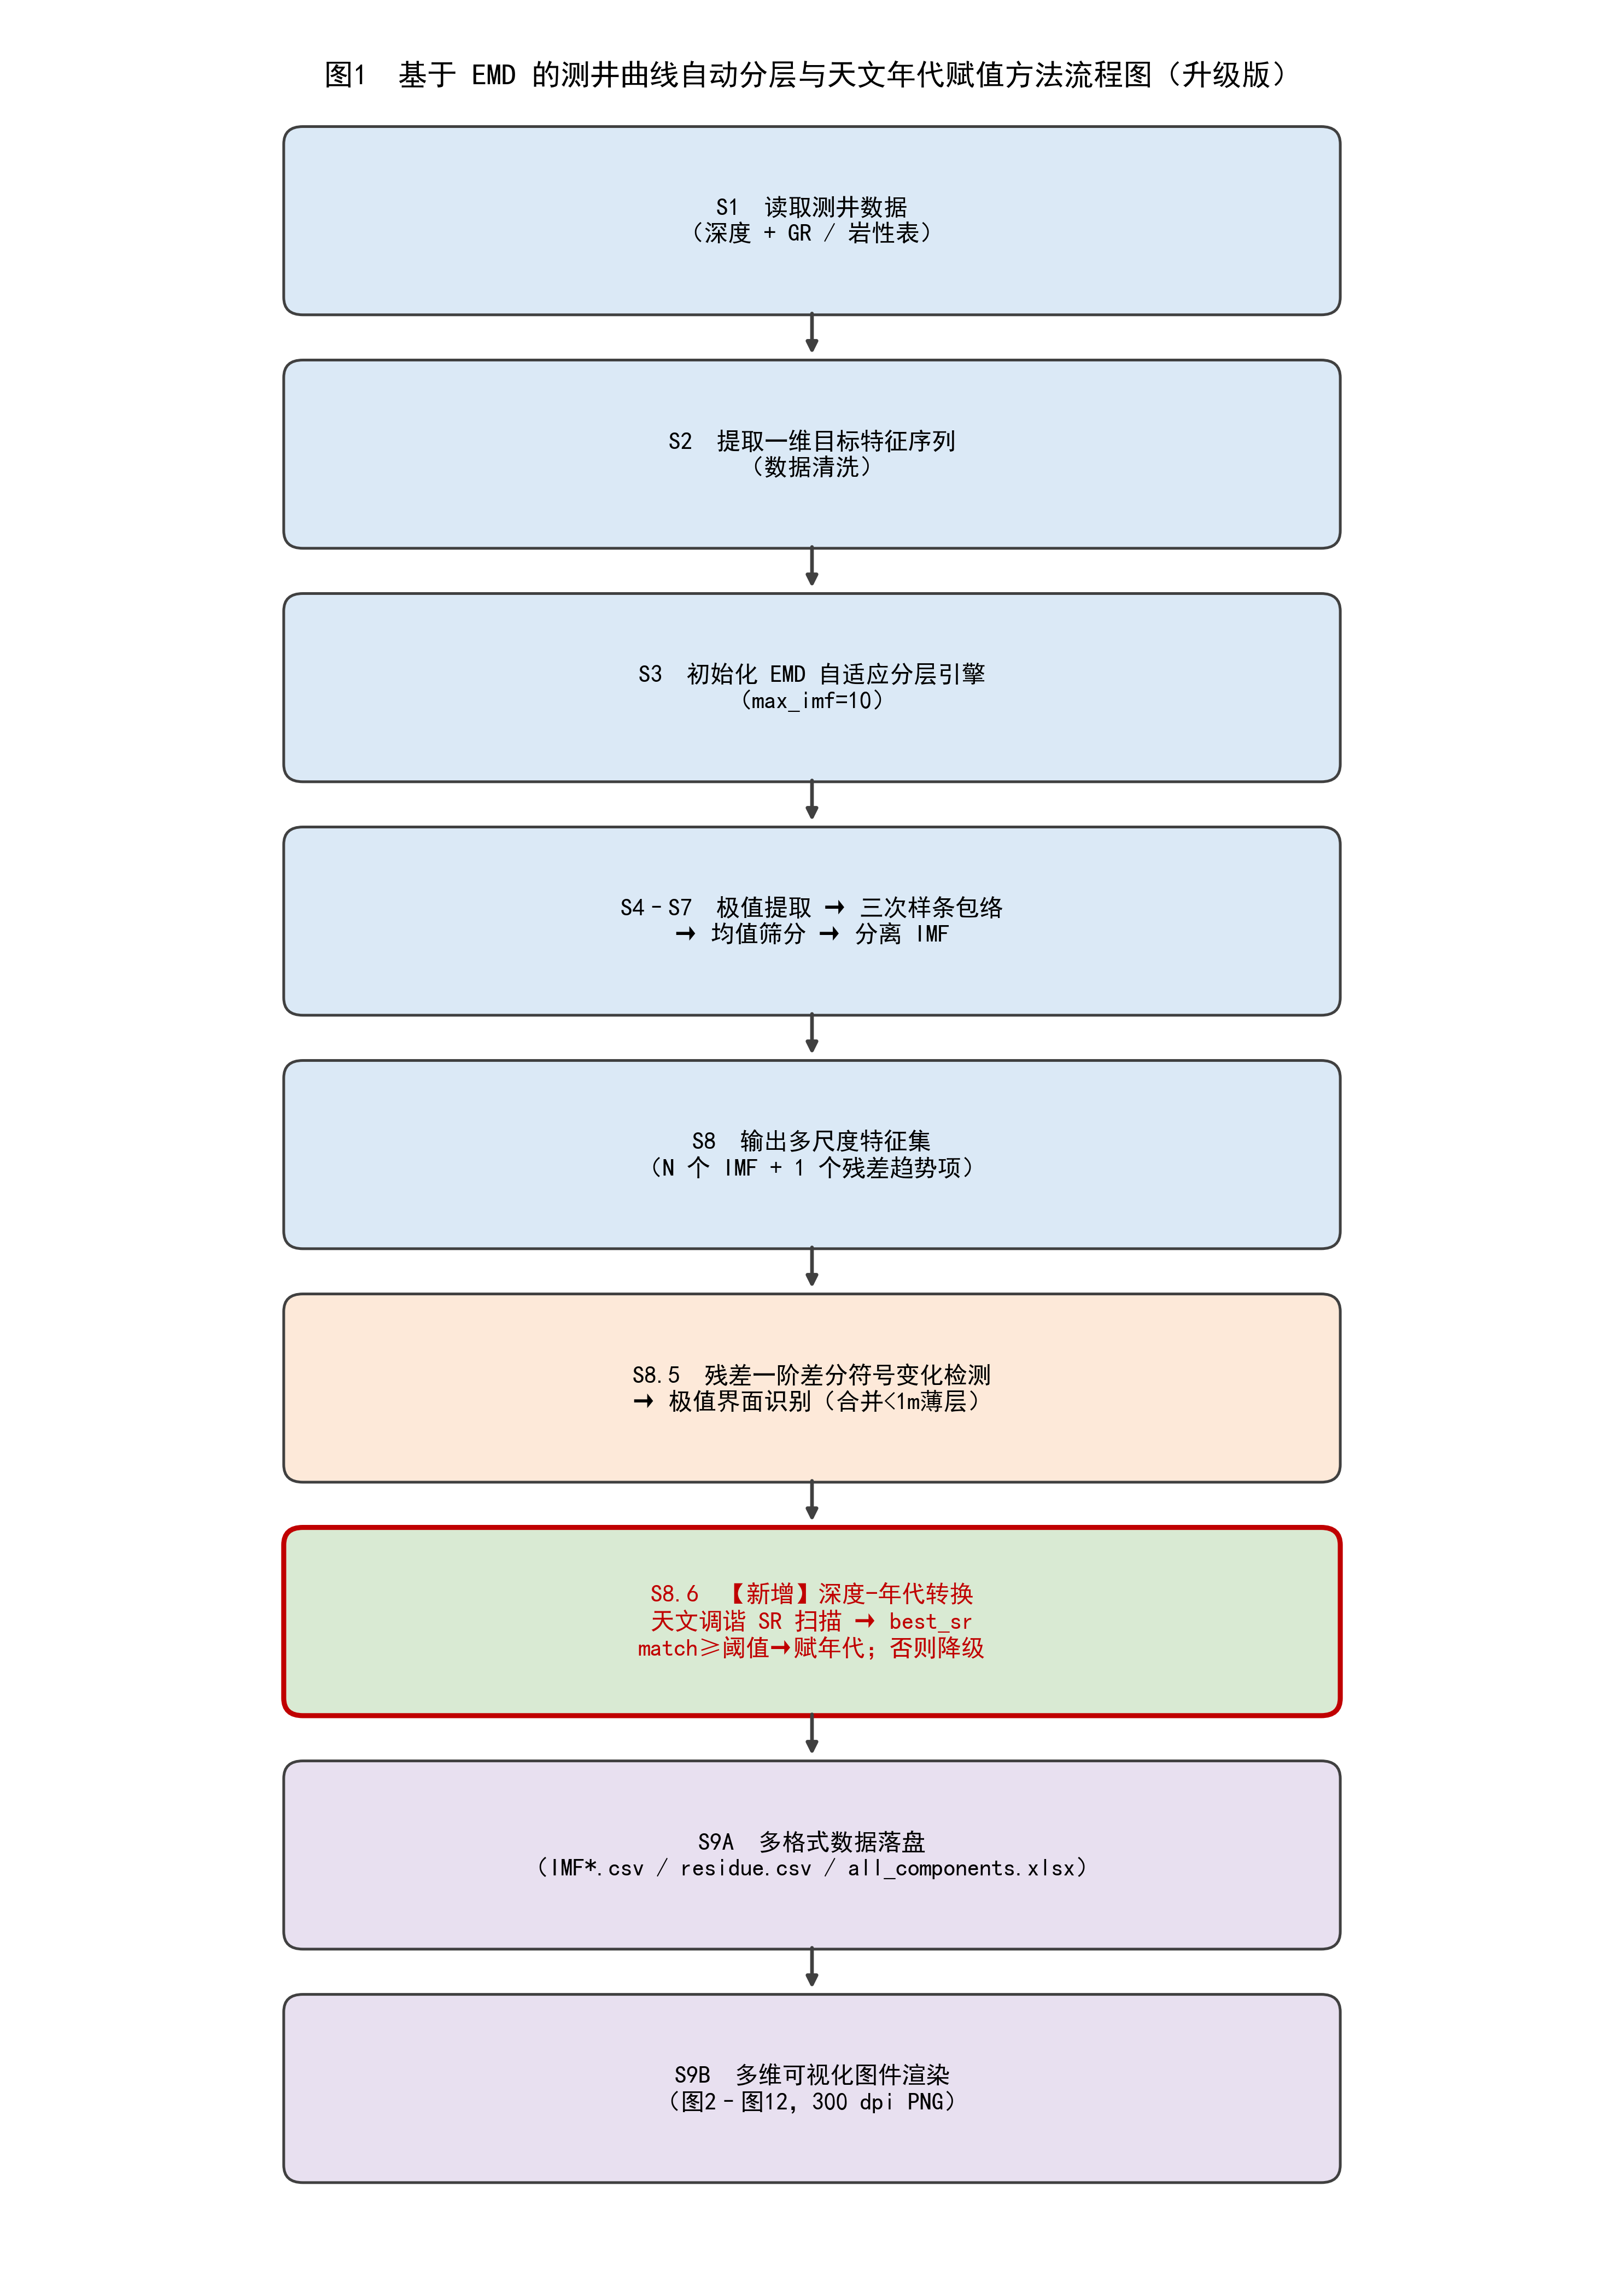 图1  基于 EMD 的测井曲线自动分层与天文年代赋值方法流程图（升级版）
S1  读取测井数据
（深度 + GR / 岩性表）
S2  提取一维目标特征序列
（数据清洗）
S3  初始化 EMD 自适应分层引擎
（max_imf=10）
S4–S7  极值提取 → 三次样条包络
→ 均值筛分 → 分离 IMF
S8  输出多尺度特征集
（N 个 IMF + 1 个残差趋势项）
S8.5  残差一阶差分符号变化检测
→ 极值界面识别（合并<1m薄层）
S8.6  【新增】深度-年代转换
天文调谐 SR 扫描 → best_sr
match≥阈值→赋年代；否则降级
S9A  多格式数据落盘
（IMF*.csv / residue.csv / all_components.xlsx）
S9B  多维可视化图件渲染
（图2–图12，300 dpi PNG）